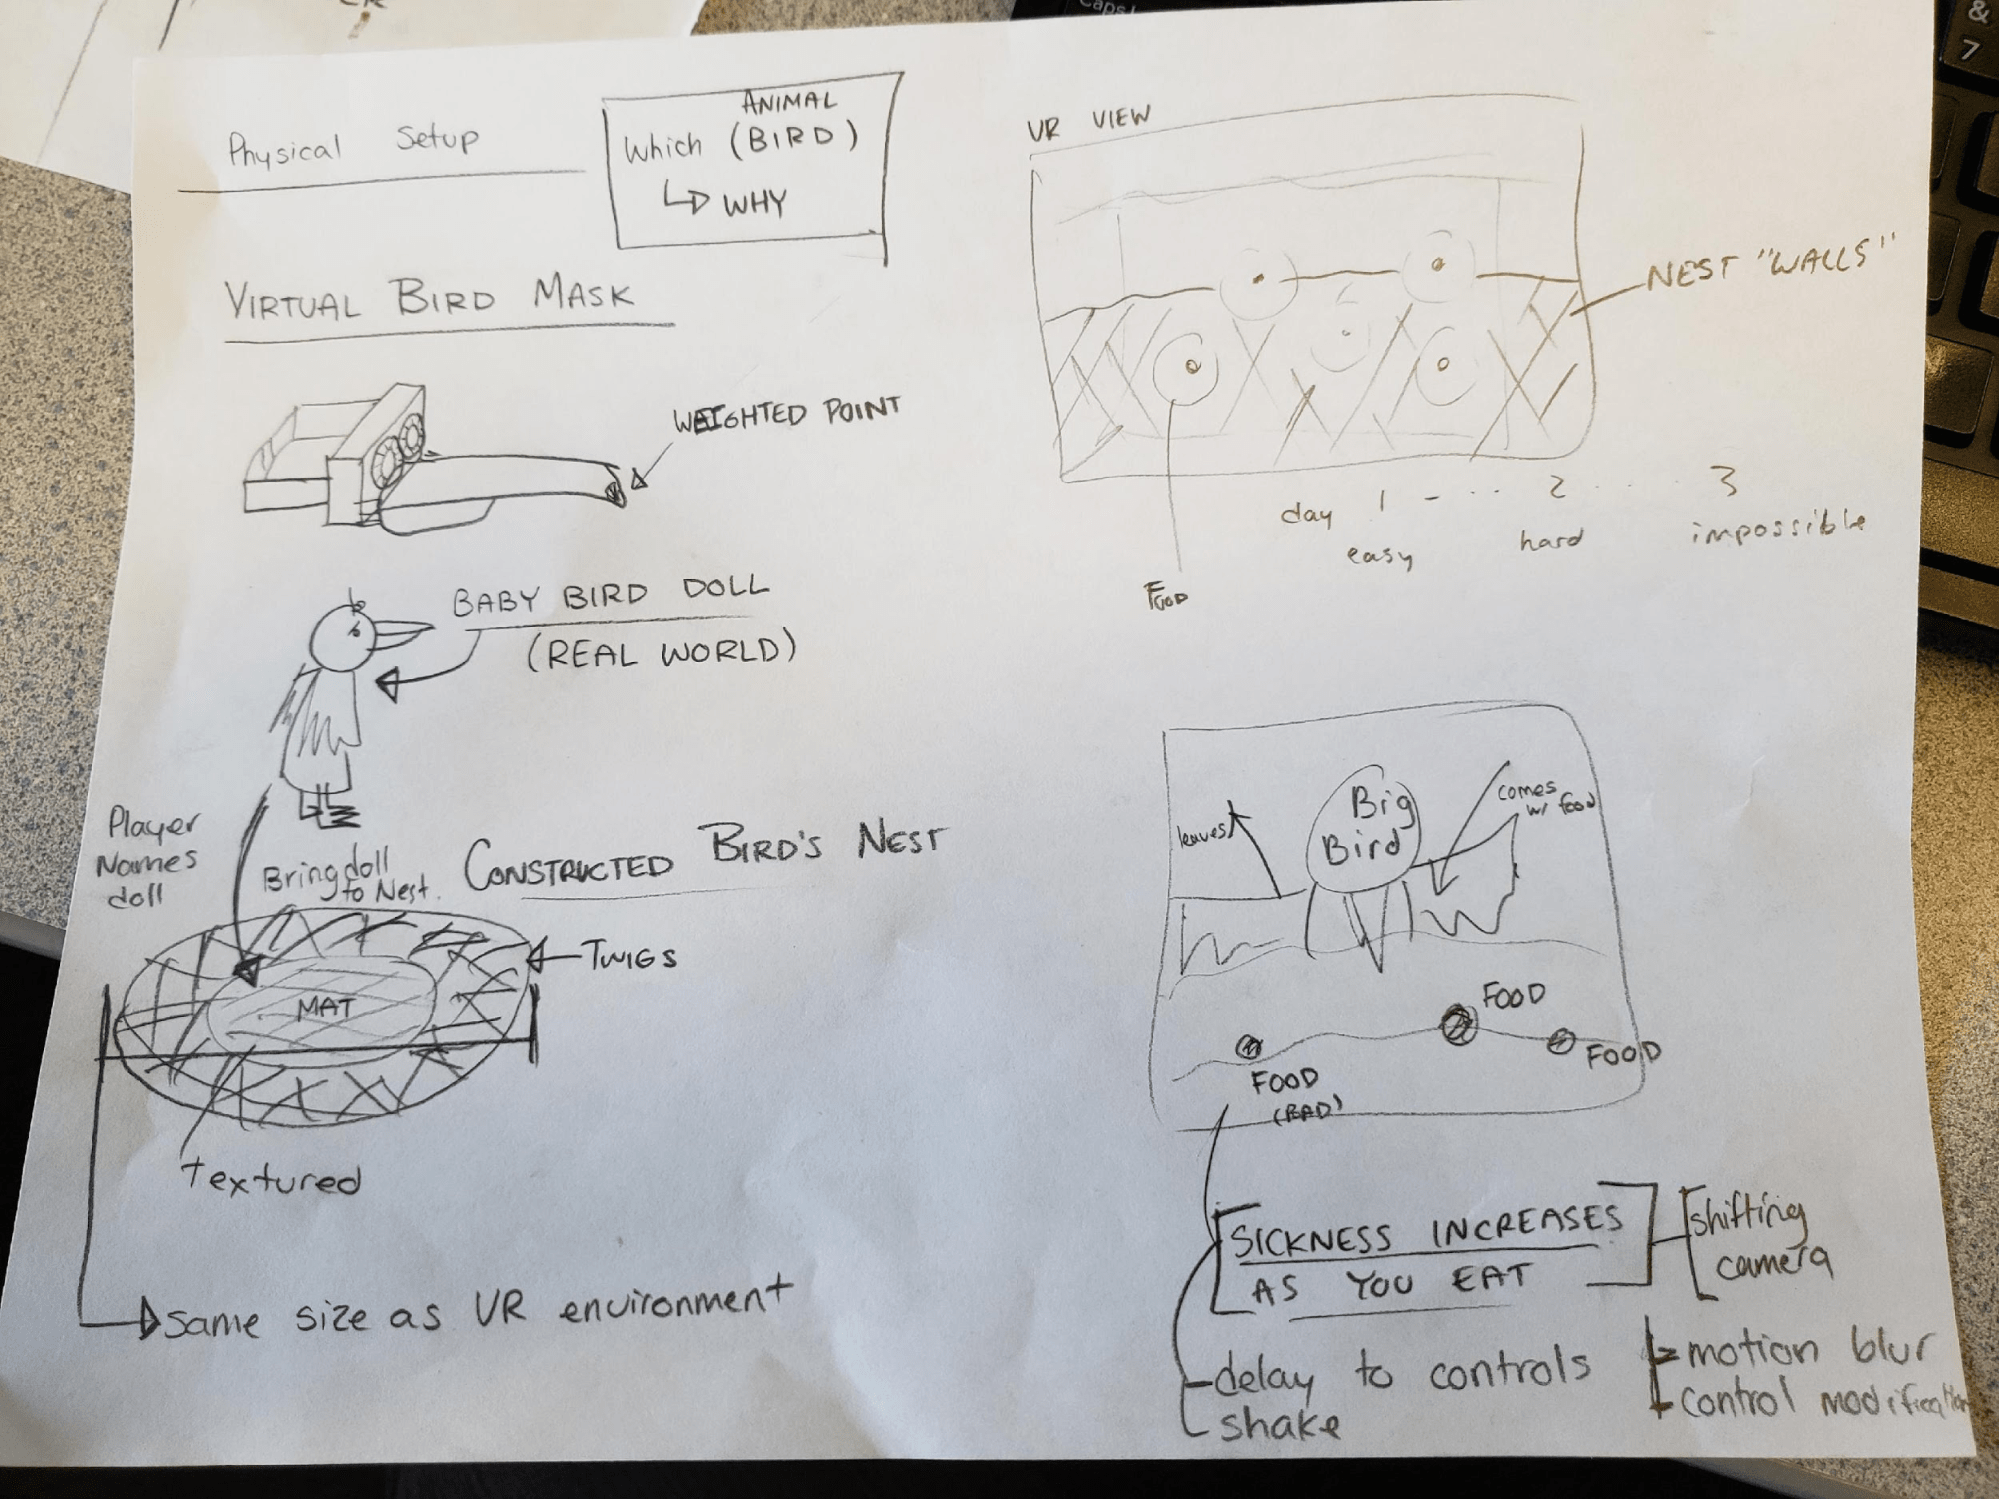 Physical Setup
ANIMAL
Which (BIRD)
WHY
VIRTUAL BIRD MASK
WEIGHTED POINT
BABY BIRD DOLL
(REAL WORLD)
Player
Names
doll
Bring doll
to Nest.
CONSTRUCTED BIRD'S NEST
TWIGS
MAT
textured
same size as VR environment
VR VIEW
NEST "WALLS"
day 1 - .. 2 .... 3
easy hard impossible
FOOD
Big
Bird
leaves
comes
w/ food
FOOD
FOOD
FOOD
(BAD)
SICKNESS INCREASES
AS YOU EAT
shifting
camera
delay to controls
shake
motion blur
control modification
Caps L
&
7